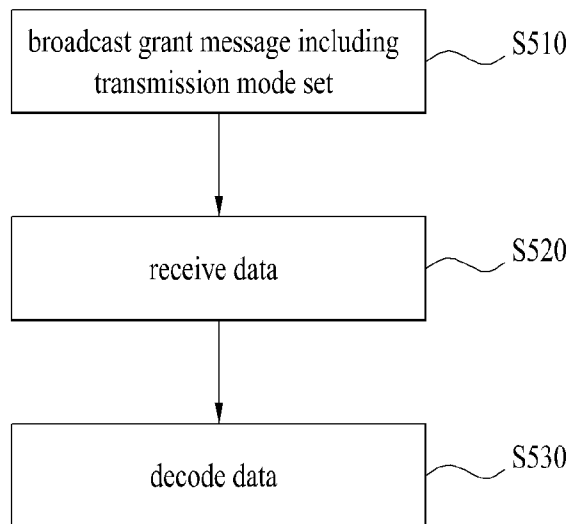 broadcast grant message including
transmission mode set
S510
receive data
S520
decode data
S530